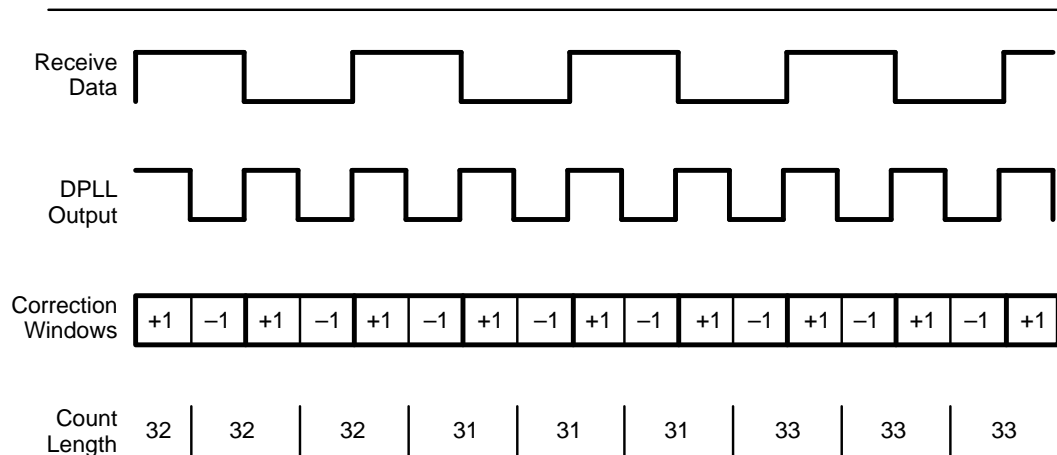 Receive
Data
DPLL
Output
Correction
Windows
+1 –1 +1 –1 +1 –1 +1 –1 +1 –1 +1 –1 +1 –1 +1 –1 +1
Count
Length
32 32 32 31 31 31 33 33 33